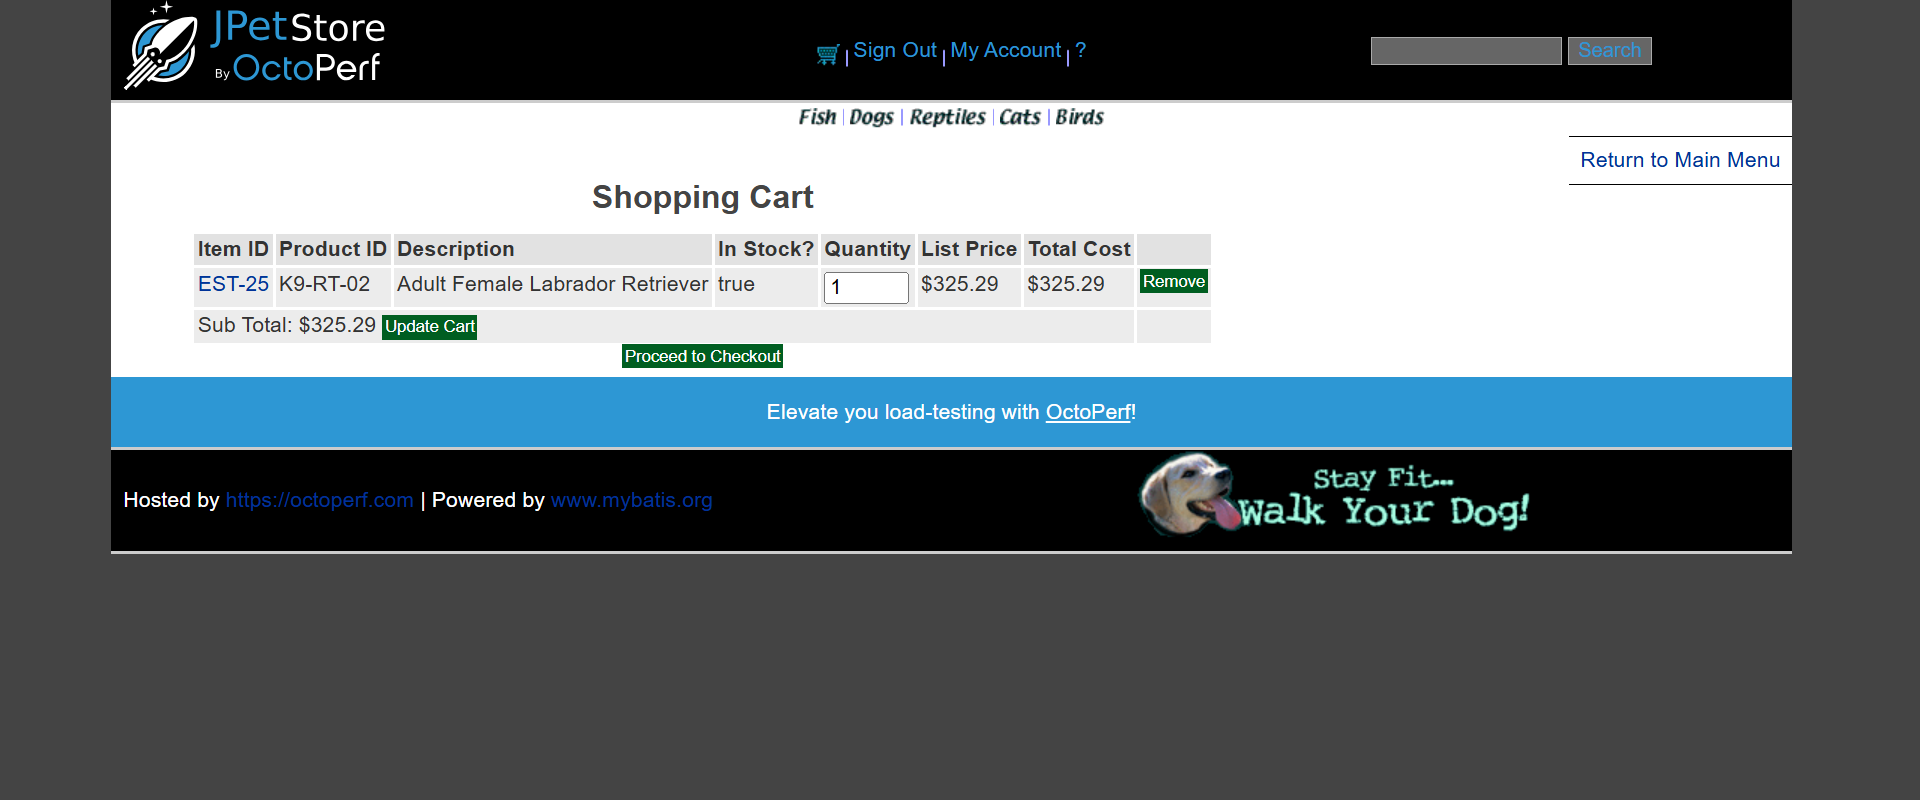 JPetStore
By OctoPerf
Sign Out | My Account | ?
Search
Fish | Dogs | Reptiles | Cats | Birds
Return to Main Menu
Shopping Cart
Item ID Product ID Description In Stock? Quantity List Price Total Cost
EST-25 K9-RT-02 Adult Female Labrador Retriever true 1 $325.29 $325.29 Remove
Sub Total: $325.29 Update Cart
Proceed to Checkout
Elevate you load-testing with OctoPerf!
Stay Fit...
Hosted by https://octoperf.com | Powered by www.mybatis.org
Walk Your Dog!